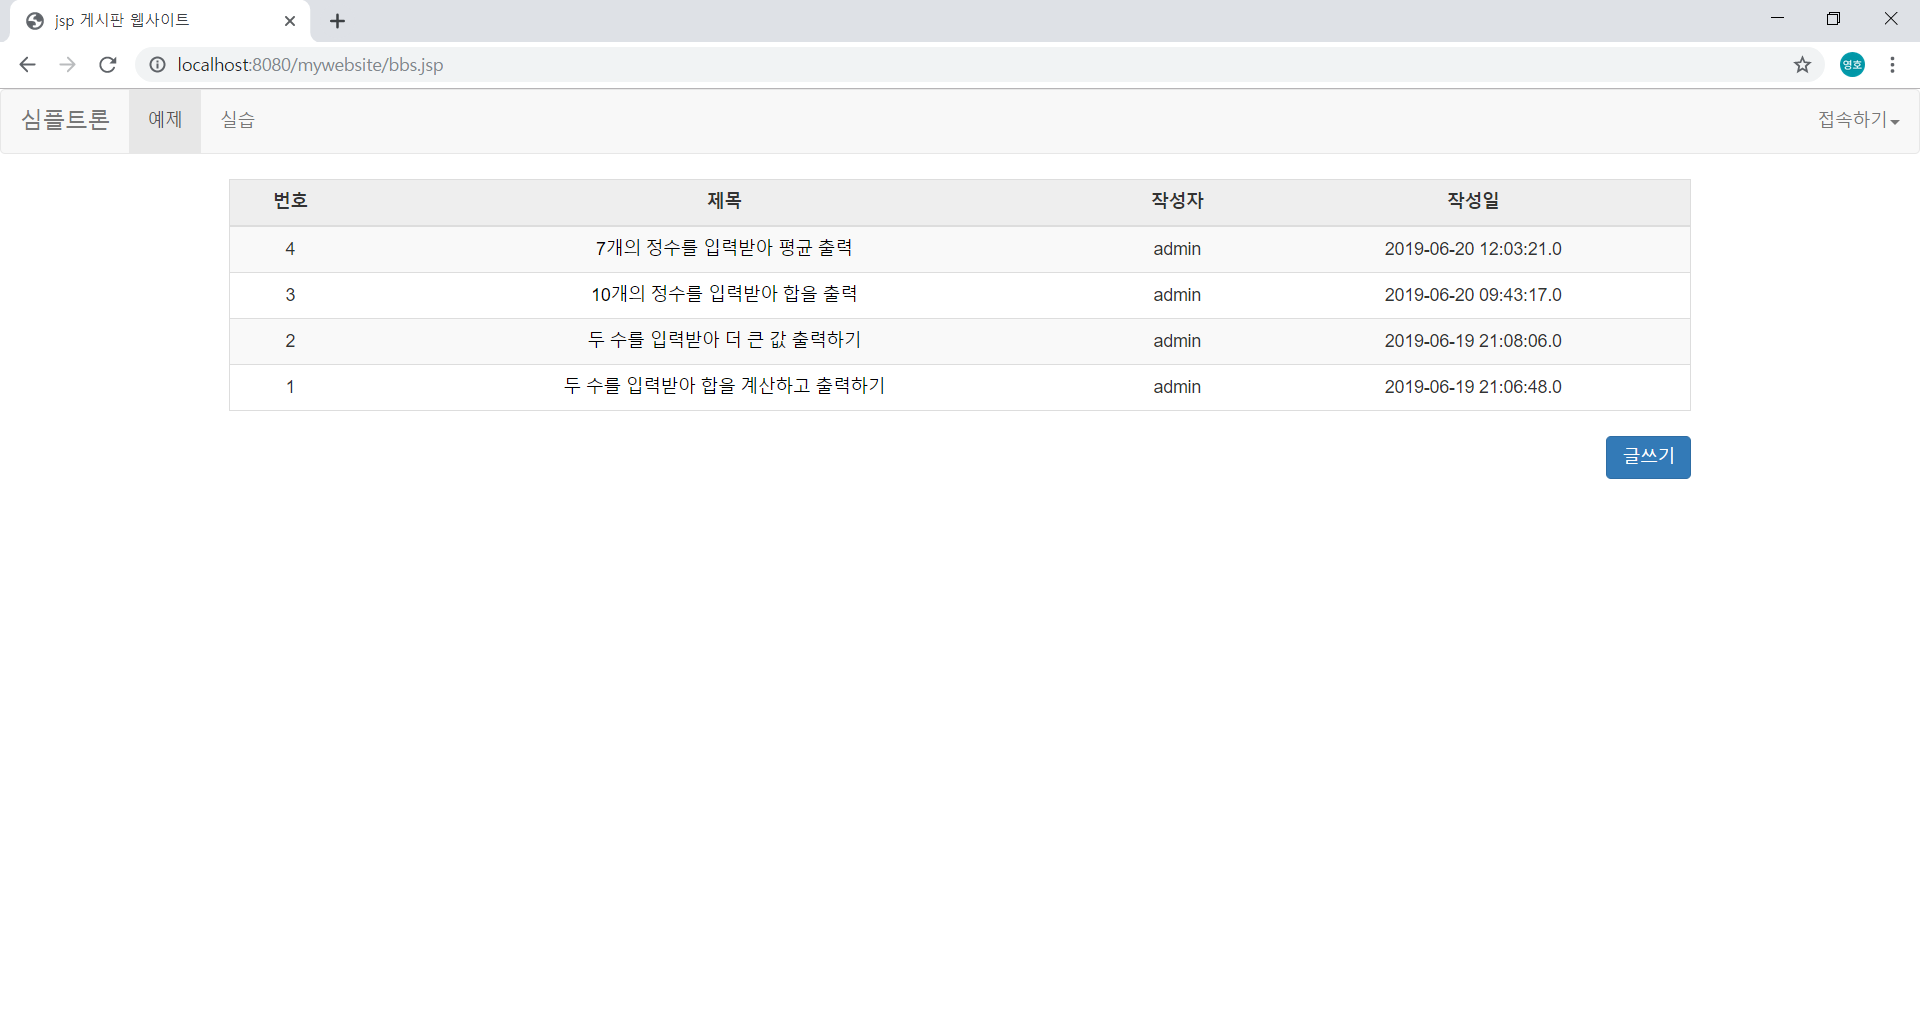 jsp 게시판 웹사이트
localhost:8080/mywebsite/bbs.jsp
영호
심플트론 예제 실습 접속하기
번호 제목 작성자 작성일
4 7개의 정수를 입력받아 평균 출력 admin 2019-06-20 12:03:21.0
3 10개의 정수를 입력받아 합을 출력 admin 2019-06-20 09:43:17.0
2 두 수를 입력받아 더 큰 값 출력하기 admin 2019-06-19 21:08:06.0
1 두 수를 입력받아 합을 계산하고 출력하기 admin 2019-06-19 21:06:48.0
글쓰기